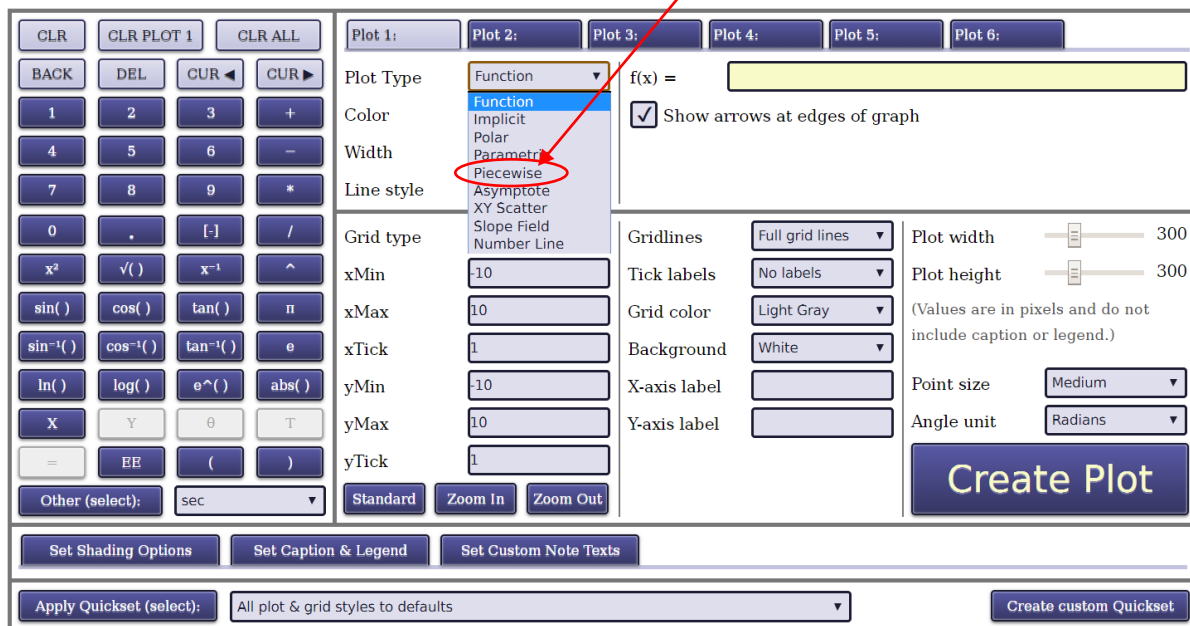 CLR CLR PLOT 1 CLR ALL
BACK DEL CUR ◀ CUR ▶
1 2 3 +
4 5 6 −
7 8 9 *
0 . [-] /
x² √( ) x⁻¹ ^
sin( ) cos( ) tan( ) π
sin⁻¹( ) cos⁻¹( ) tan⁻¹( ) e
ln( ) log( ) e^( ) abs( )
X Y θ T
= EE ( )
Other (select): sec ▼
Plot 1: Plot 2: Plot 3: Plot 4: Plot 5: Plot 6:
Plot Type Function ▼
Color
Width
Line style
Function
Implicit
Polar
Parametric
Piecewise
Asymptote
XY Scatter
Slope Field
Number Line
f(x) =
✓ Show arrows at edges of graph
Grid type
xMin -10
xMax 10
xTick 1
yMin -10
yMax 10
yTick 1
Standard Zoom In Zoom Out
Gridlines Full grid lines ▼
Tick labels No labels ▼
Grid color Light Gray ▼
Background White ▼
X-axis label
Y-axis label
Plot width 300
Plot height 300
(Values are in pixels and do not
include caption or legend.)
Point size Medium ▼
Angle unit Radians ▼
Create Plot
Set Shading Options Set Caption & Legend Set Custom Note Texts
Apply Quickset (select): All plot & grid styles to defaults ▼ Create custom Quickset